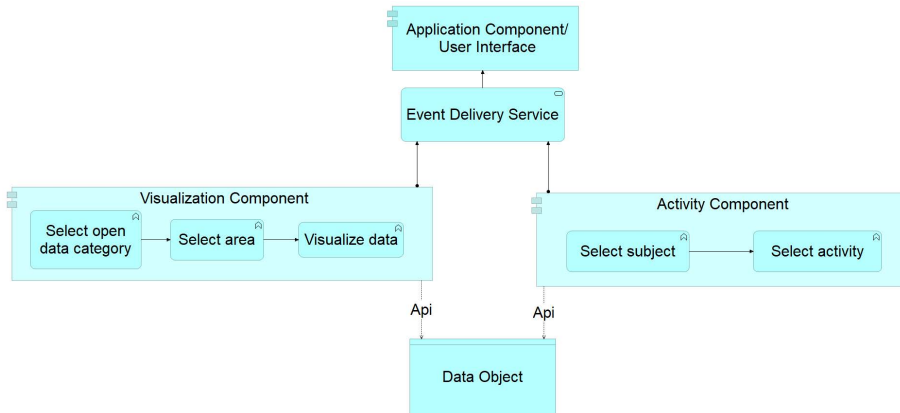 Application Component/
User Interface
Event Delivery Service
Visualization Component
Select open
data category
Select area
Visualize data
Activity Component
Select subject
Select activity
Api
Api
Data Object